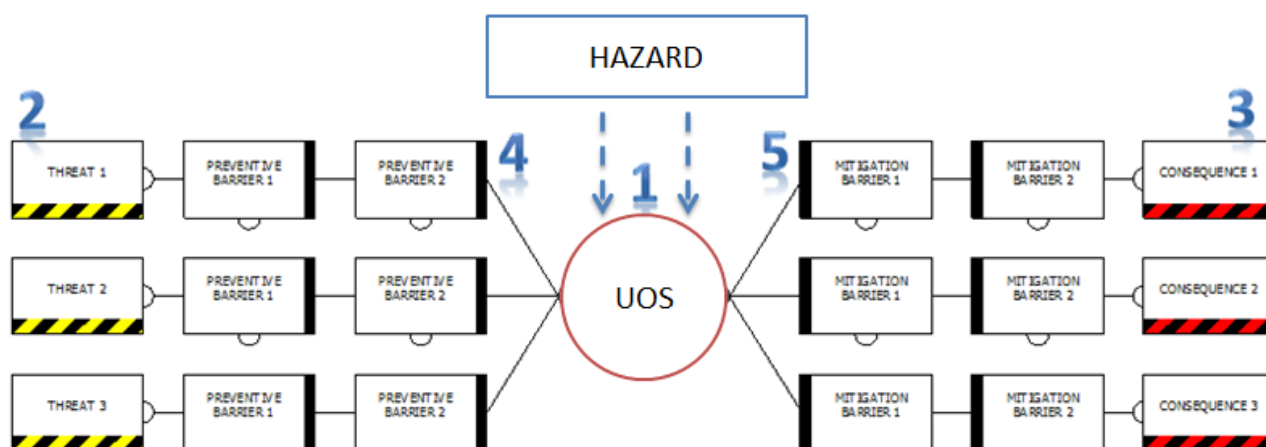 HAZARD
2
3
4
5
1
THREAT 1
PREVENTIVE
BARRIER 1
PREVENTIVE
BARRIER 2
MITIGATION
BARRIER 1
MITIGATION
BARRIER 2
CONSEQUENCE 1
THREAT 2
PREVENTIVE
BARRIER 1
PREVENTIVE
BARRIER 2
UOS
MITIGATION
BARRIER 1
MITIGATION
BARRIER 2
CONSEQUENCE 2
THREAT 3
PREVENTIVE
BARRIER 1
PREVENTIVE
BARRIER 2
MITIGATION
BARRIER 1
MITIGATION
BARRIER 2
CONSEQUENCE 3